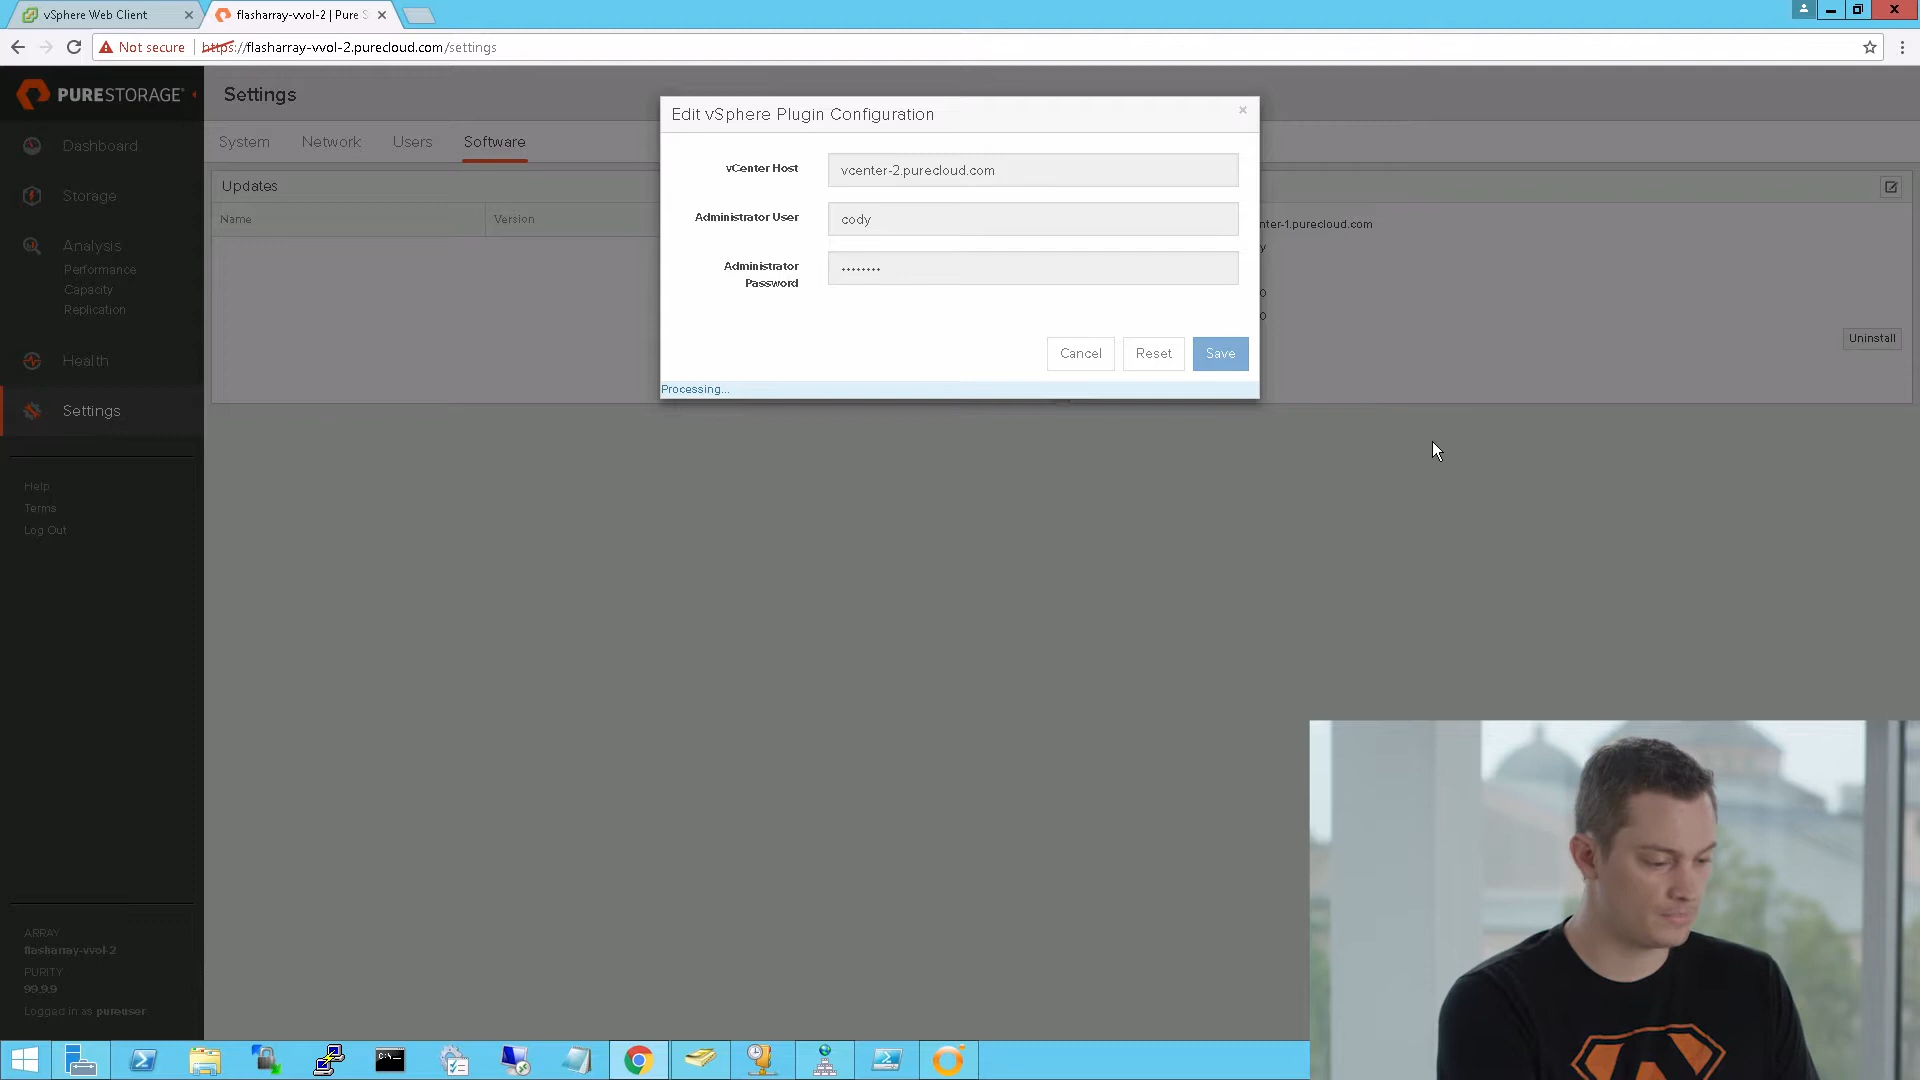 vSphere Web Client
flasharray-vvol-2 | Pure S
Not secure
https://flasharray-vvol-2.purecloud.com/settings
PURESTORAGE
Settings
Edit vSphere Plugin Configuration
Dashboard
System
Network
Users
Software
vCenter Host
vcenter-2.purecloud.com
Updates
Storage
Administrator User
cody
Name
Version
nter-1.purecloud.com
y
Analysis
Performance
Capacity
Replication
Administrator
Password
••••••••
0
0
Uninstall
Cancel
Reset
Save
Health
Processing...
Settings
Help
Terms
Log Out
ARRAY
flasharray-vvol-2
PURITY
99.9.9
Logged in as pureuser
C:\_